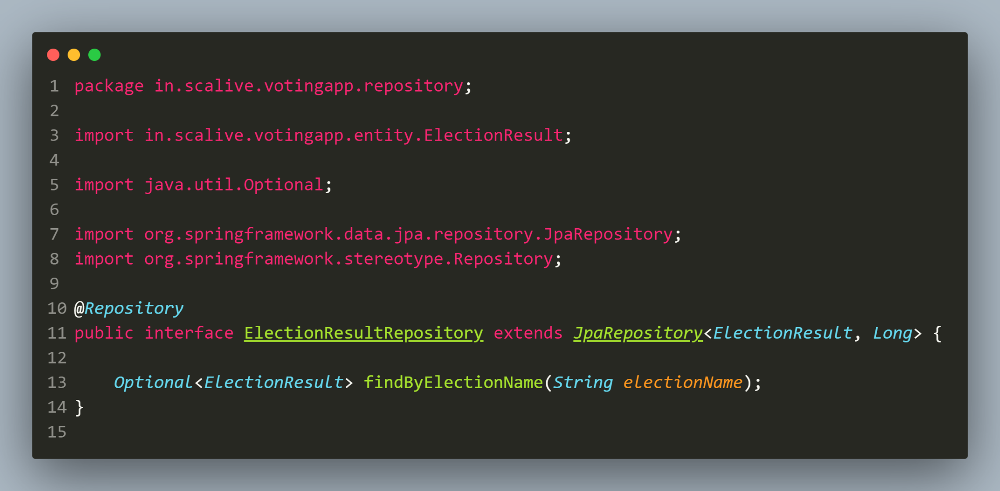 1 package in.scalive.votingapp.repository;
2
3 import in.scalive.votingapp.entity.ElectionResult;
4
5 import java.util.Optional;
6
7 import org.springframework.data.jpa.repository.JpaRepository;
8 import org.springframework.stereotype.Repository;
9
10 @Repository
11 public interface ElectionResultRepository extends JpaRepository<ElectionResult, Long> {
12
13     Optional<ElectionResult> findByElectionName(String electionName);
14 }
15